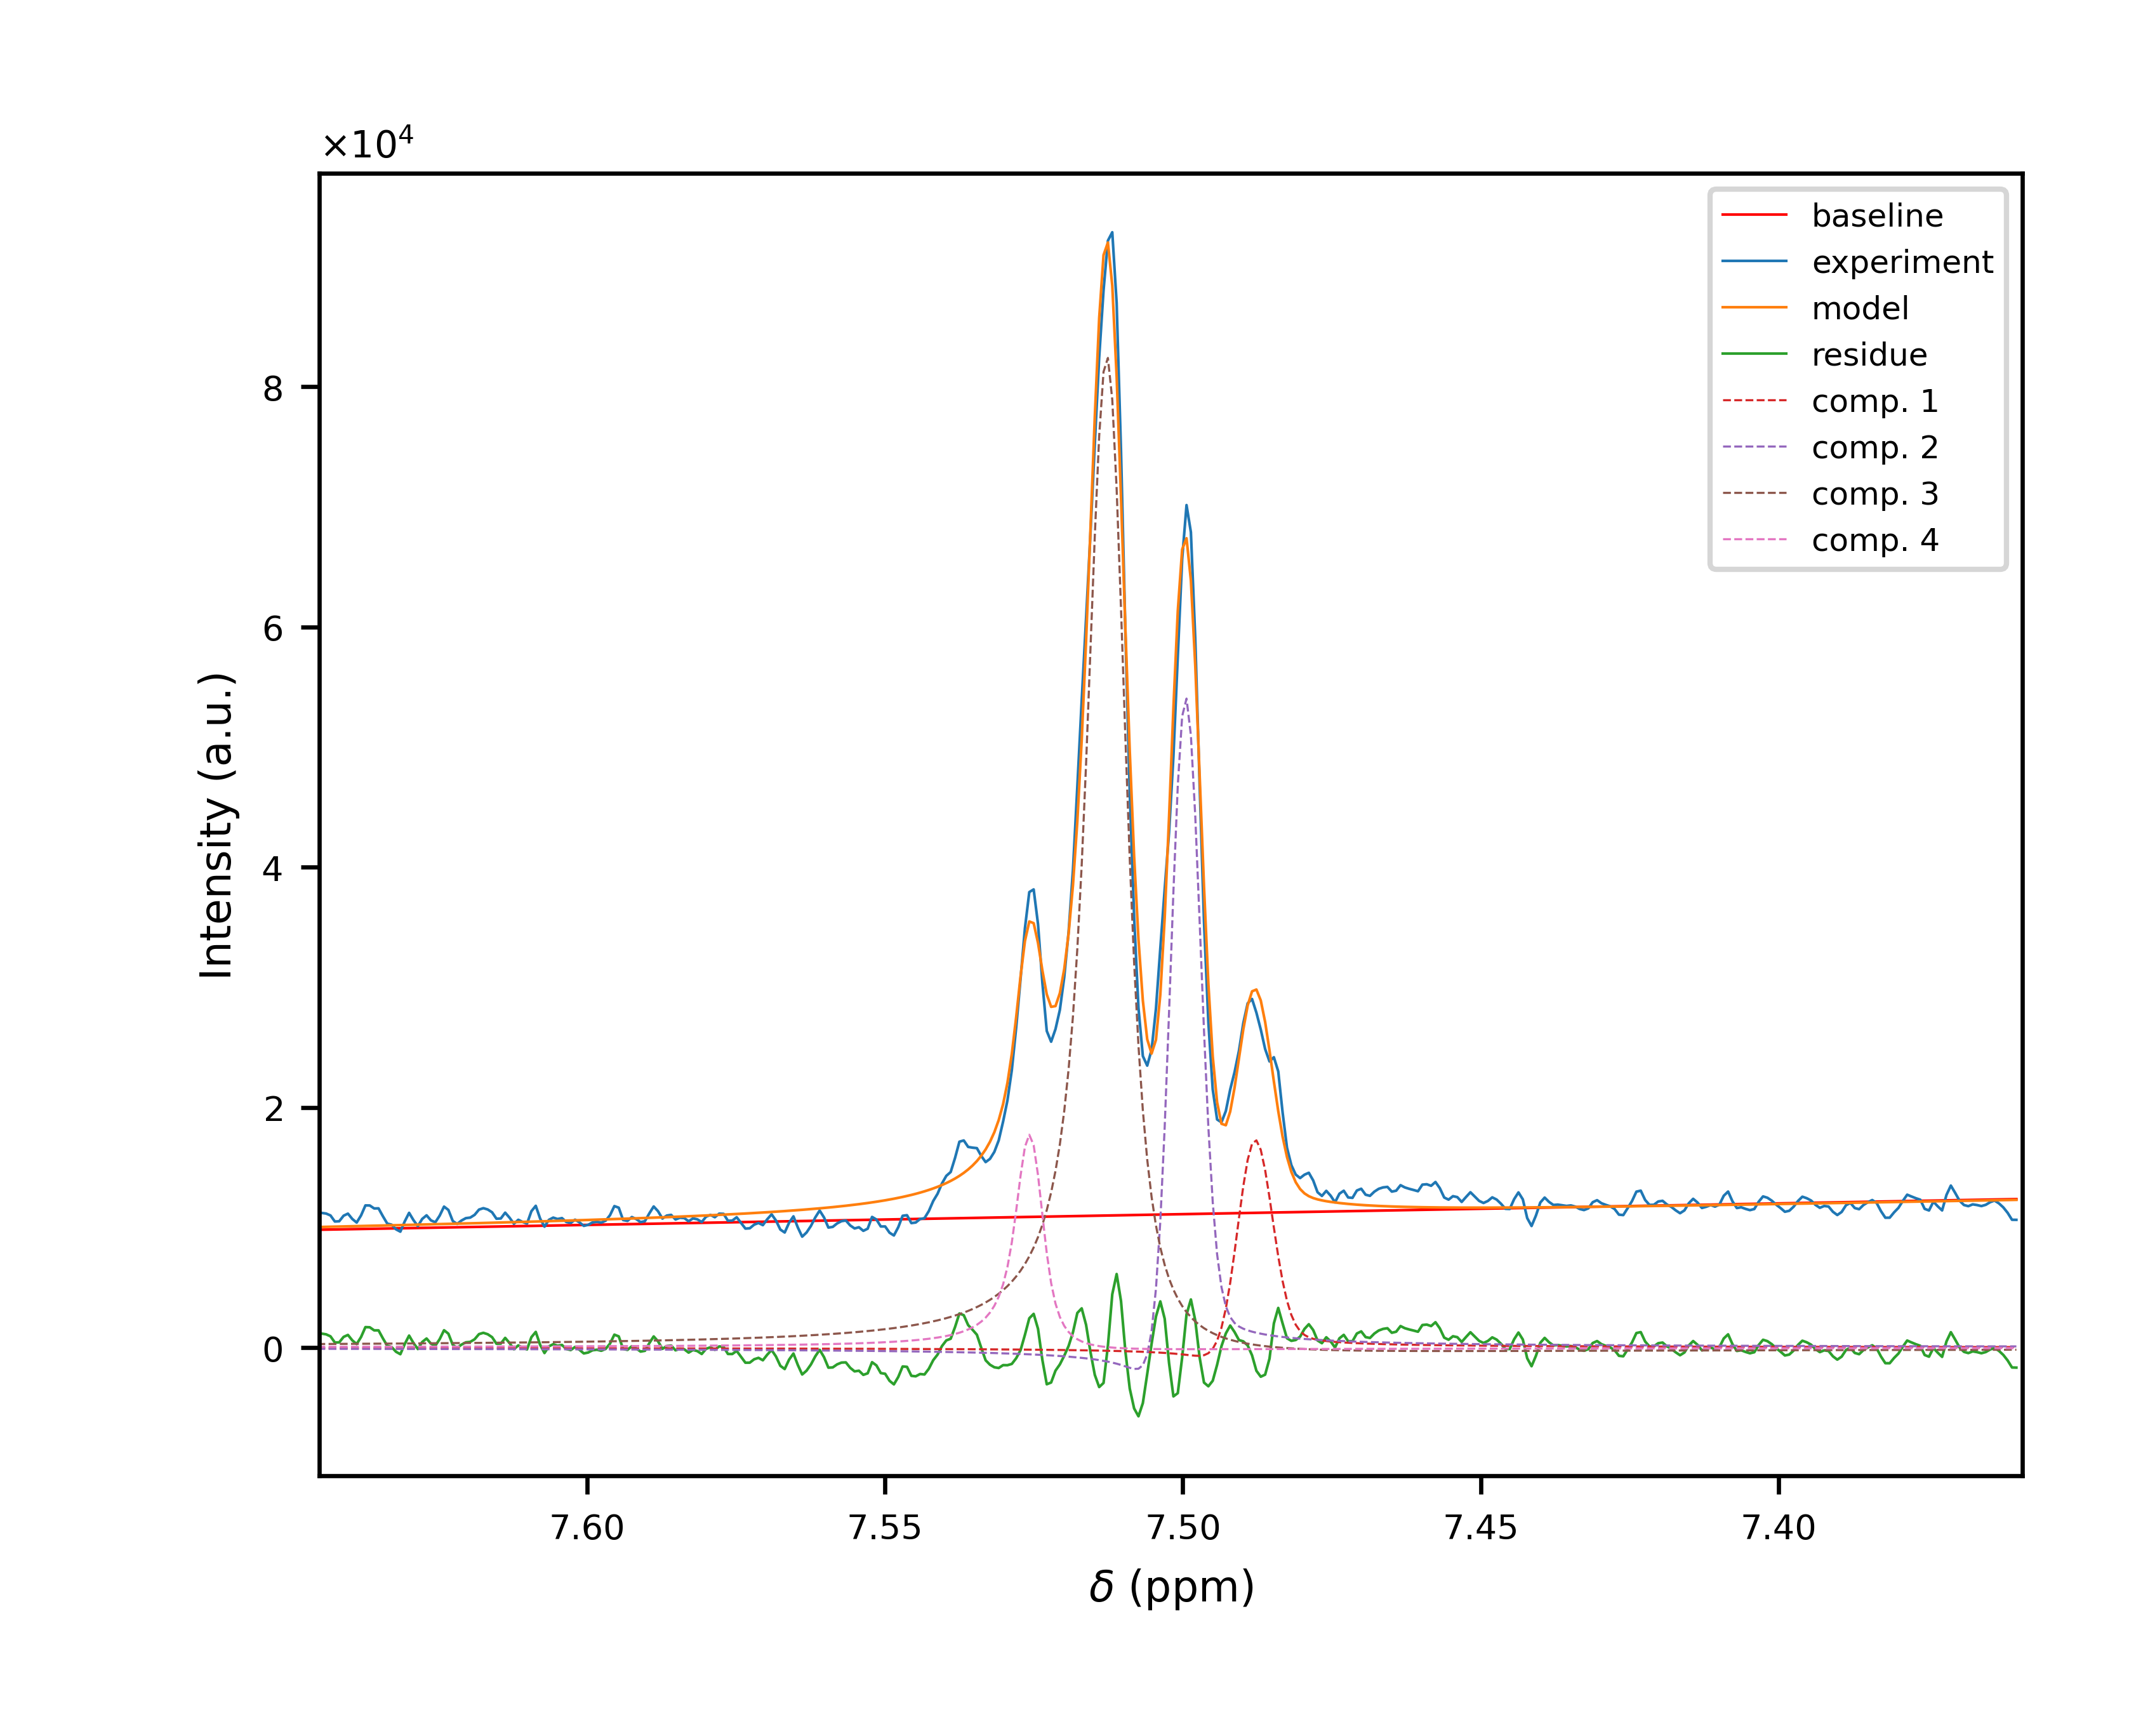 ×10⁴
baseline
experiment
model
residue
comp. 1
comp. 2
comp. 3
comp. 4
8
6
4
2
0
Intensity (a.u.)
7.60 7.55 7.50 7.45 7.40
δ (ppm)